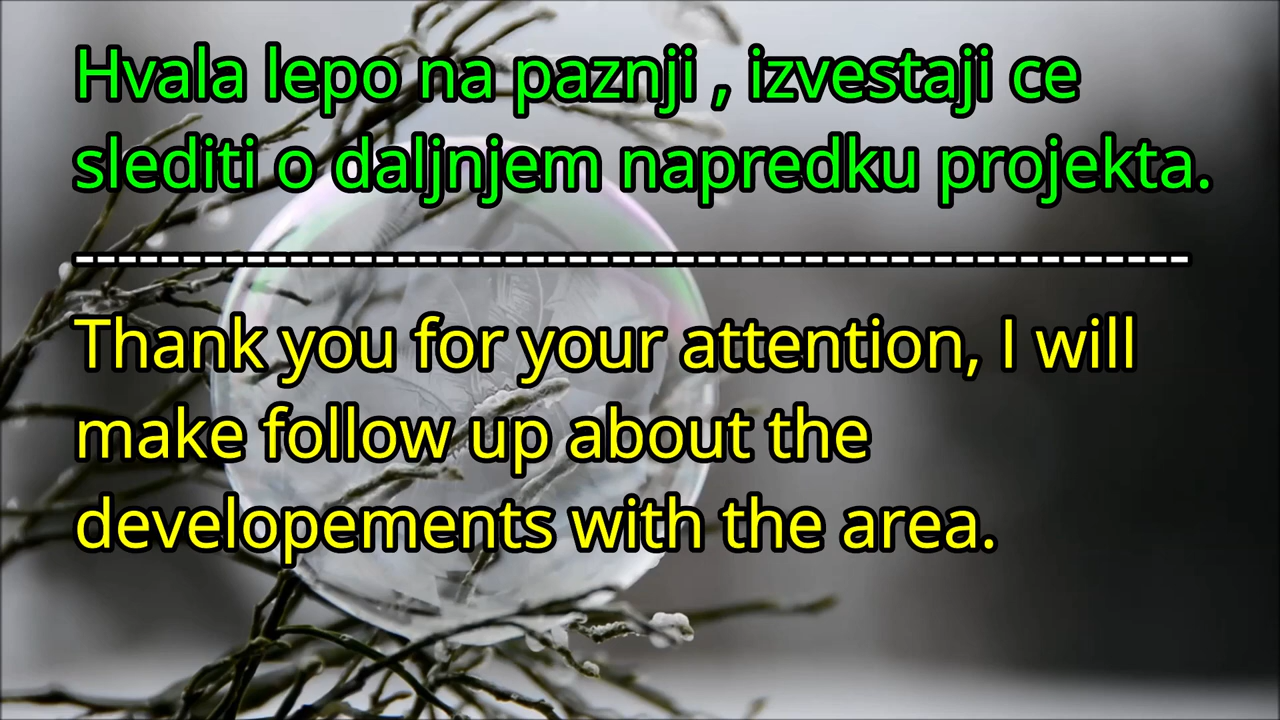 Hvala lepo na paznji , izvestaji ce
slediti o daljnjem napredku projekta.
----------------------------------------------------
Thank you for your attention, I will
make follow up about the
developements with the area.